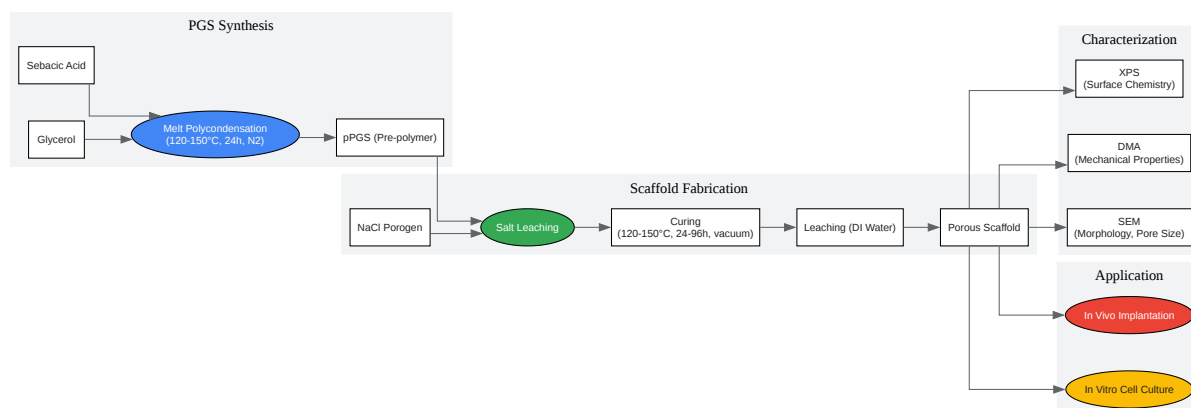 PGS Synthesis
Sebacic Acid
Glycerol
Melt Polycondensation
(120-150°C, 24h, N2)
pPGS (Pre-polymer)
Scaffold Fabrication
NaCl Porogen
Salt Leaching
Curing
(120-150°C, 24-96h, vacuum)
Leaching (DI Water)
Porous Scaffold
Characterization
XPS
(Surface Chemistry)
DMA
(Mechanical Properties)
SEM
(Morphology, Pore Size)
Application
In Vivo Implantation
In Vitro Cell Culture